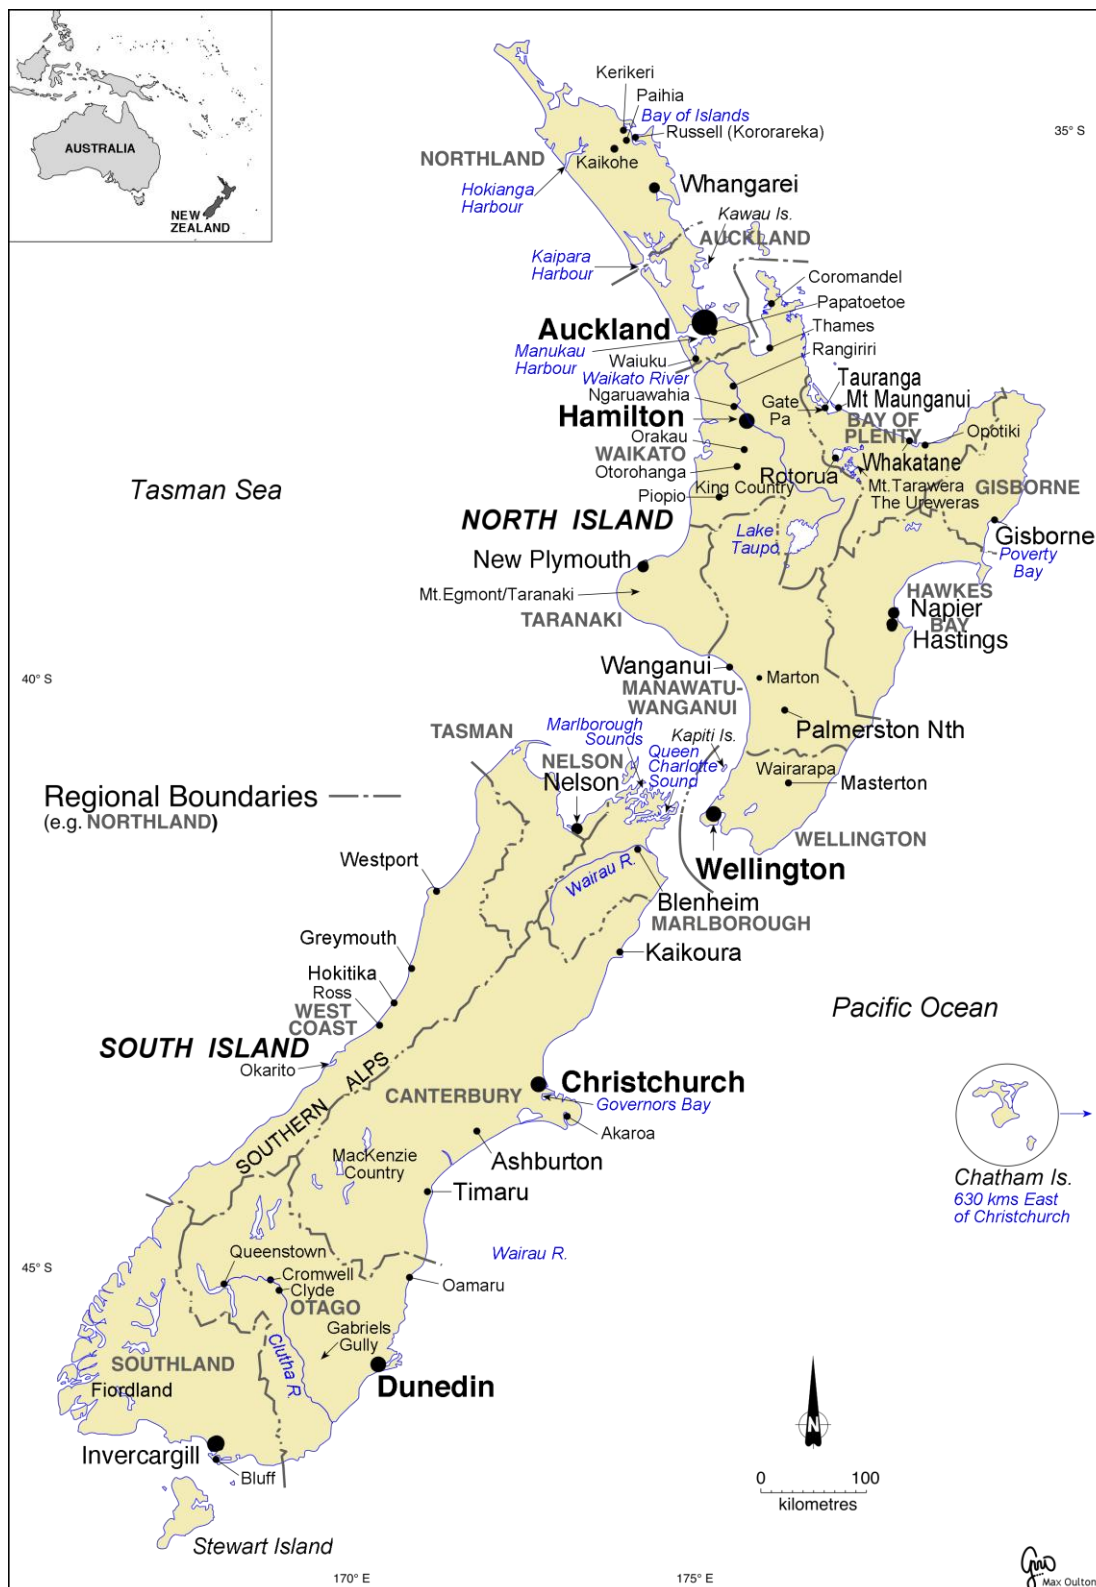 AUSTRALIA
NEW
ZEALAND
Kerikeri
Paihia
Bay of Islands
Russell (Kororareka)
35° S
NORTHLAND
Kaikohe
Hokianga
Harbour
Whangarei
Kawau Is.
AUCKLAND
Kaipara
Harbour
Coromandel
Papatoetoe
Auckland
Thames
Manukau
Harbour
Waiuku
Rangiriri
Waikato River
Ngaruawahia
Tauranga
Gate
Pa
Mt Maunganui
Hamilton
BAY OF
PLENTY
Opotiki
Orakau
WAIKATO
Otorohanga
Rotorua
Whakatane
Mt.Tarawera
The Ureweras
GISBORNE
King Country
Piopio
Tasman Sea
NORTH ISLAND
Lake
Taupo
Gisborne
Poverty
Bay
New Plymouth
Mt.Egmont/Taranaki
TARANAKI
HAWKES
BAY
Napier
Hastings
Wanganui
Marton
40° S
MANAWATU-
WANGANUI
Palmerston Nth
TASMAN
Marlborough
Sounds
Kapiti Is.
NELSON
Nelson
Queen
Charlotte
Sound
Wairarapa
Masterton
Regional Boundaries
(e.g. NORTHLAND)
WELLINGTON
Wellington
Westport
Wairau R.
Blenheim
MARLBOROUGH
Greymouth
Kaikoura
Hokitika
Ross
WEST
COAST
Pacific Ocean
SOUTH ISLAND
Okarito
SOUTHERN ALPS
CANTERBURY
Christchurch
Governors Bay
Akaroa
MacKenzie
Country
Ashburton
Timaru
Chatham Is.
630 kms East
of Christchurch
Wairau R.
45° S
Queenstown
Cromwell
Clyde
Oamaru
OTAGO
Gabriels
Gully
Clutha R.
SOUTHLAND
Fiordland
Dunedin
Invercargill
Bluff
N
0 100
kilometres
Stewart Island
170° E
175° E
Max Oulton